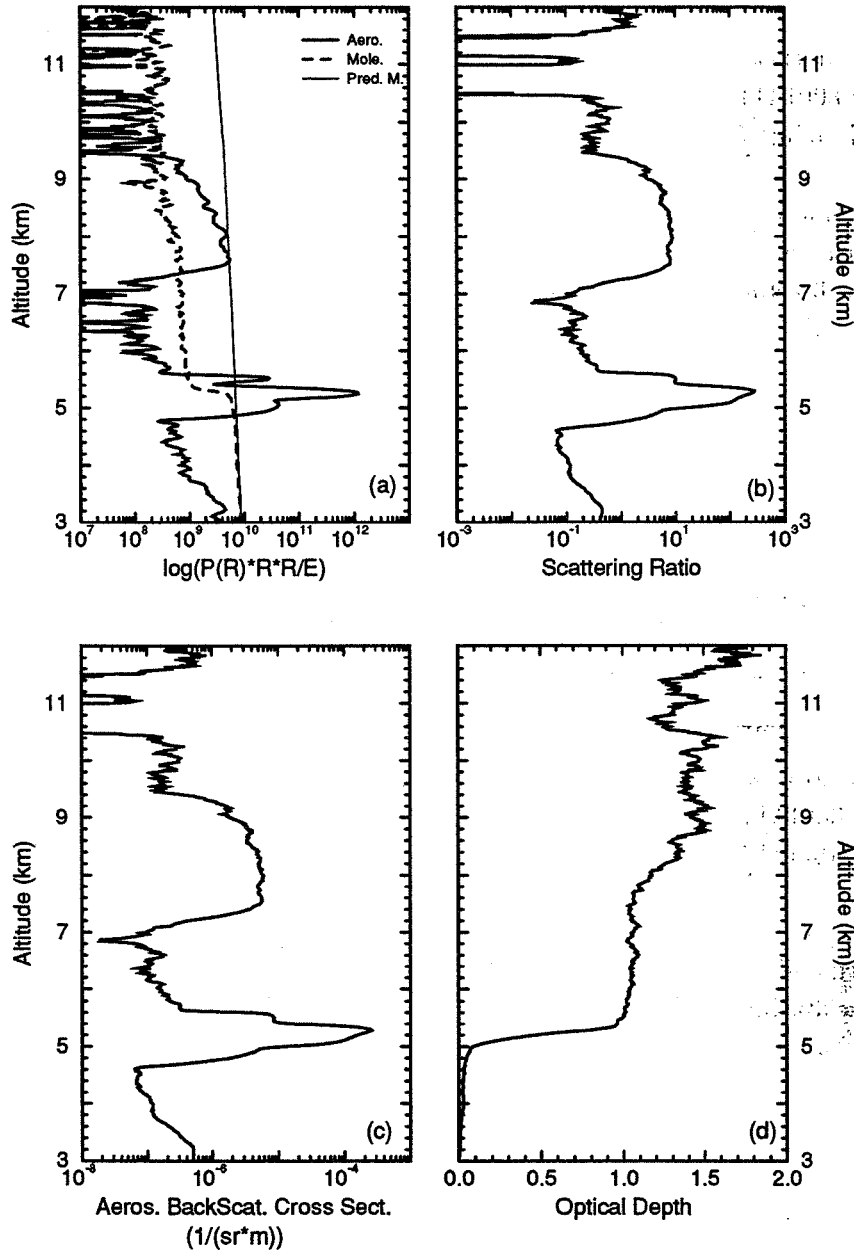 Aero.
Mole.
Pred. M.
11
9
7
5
3
Altitude (km)
(a)
10⁷ 10⁸ 10⁹ 10¹⁰ 10¹¹ 10¹²
log(P(R)*R*R/E)
11
9
7
5
3
Altitude (km)
(b)
10⁻³ 10⁻¹ 10¹ 10³
Scattering Ratio
11
9
7
5
3
Altitude (km)
(c)
10⁻⁸ 10⁻⁶ 10⁻⁴
Aeros. BackScat. Cross Sect.
(1/(sr*m))
11
9
7
5
3
Altitude (km)
(d)
0.0 0.5 1.0 1.5 2.0
Optical Depth